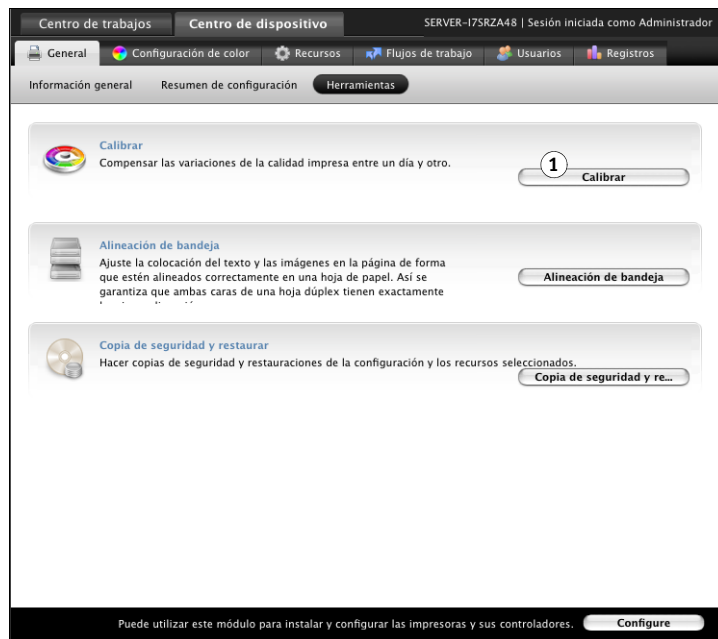 Centro de trabajos Centro de dispositivo SERVER-I7SRZA48 | Sesión iniciada como Administrador
General Configuración de color Recursos Flujos de trabajo Usuarios Registros
Información general Resumen de configuración Herramientas
Calibrar
Compensar las variaciones de la calidad impresa entre un día y otro.
1
Calibrar
Alineación de bandeja
Ajuste la colocación del texto y las imágenes en la página de forma
que estén alineados correctamente en una hoja de papel. Así se
garantiza que ambas caras de una hoja dúplex tienen exactamente
Alineación de bandeja
Copia de seguridad y restaurar
Hacer copias de seguridad y restauraciones de la configuración y los recursos seleccionados.
Copia de seguridad y re...
Puede utilizar este módulo para instalar y configurar las impresoras y sus controladores. Configure